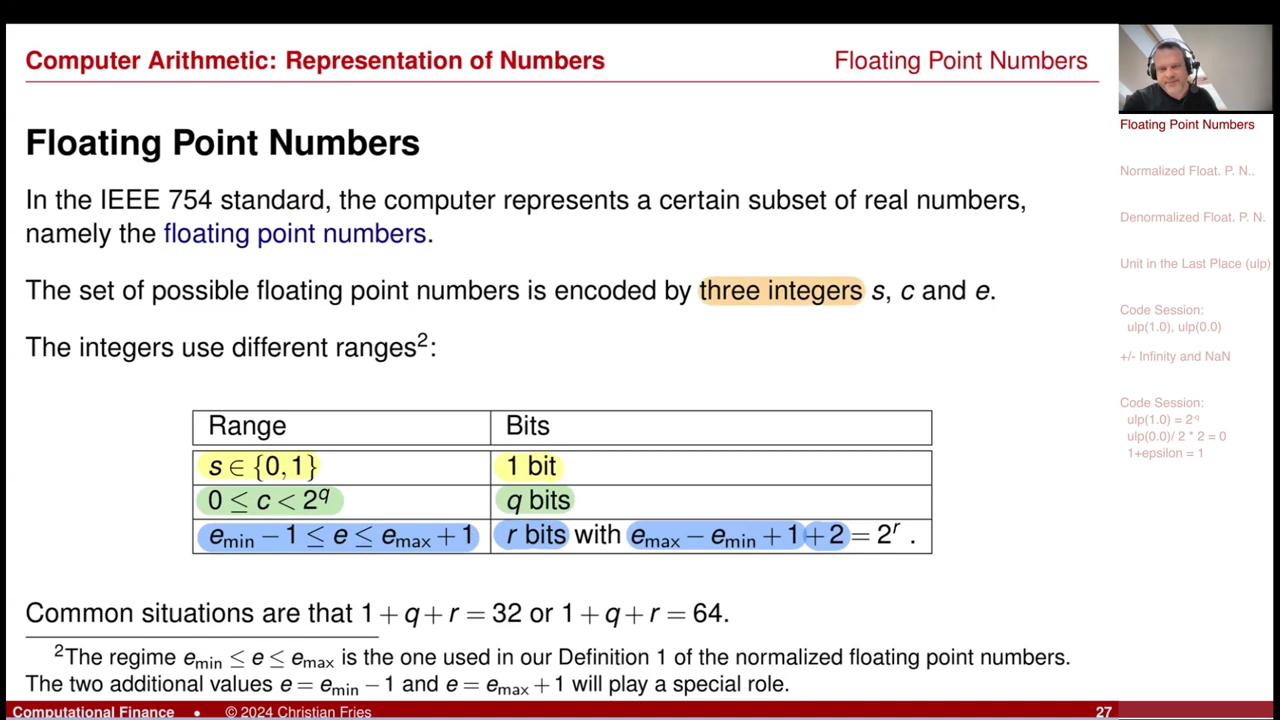 Computer Arithmetic: Representation of Numbers
Floating Point Numbers
Floating Point Numbers
In the IEEE 754 standard, the computer represents a certain subset of real numbers,
namely the floating point numbers.
The set of possible floating point numbers is encoded by three integers s, c and e.
The integers use different ranges²:
Range Bits
s ∈ {0, 1} 1 bit
0 ≤ c < 2^q q bits
e_min − 1 ≤ e ≤ e_max + 1 r bits with e_max − e_min + 1 + 2 = 2^r .
Common situations are that 1 + q + r = 32 or 1 + q + r = 64.
²The regime e_min ≤ e ≤ e_max is the one used in our Definition 1 of the normalized floating point numbers.
The two additional values e = e_min − 1 and e = e_max + 1 will play a special role.
Computational Finance • © 2024 Christian Fries 27
Floating Point Numbers
Normalized Float. P. N..
Denormalized Float. P. N.
Unit in the Last Place (ulp)
Code Session:
ulp(1.0), ulp(0.0)
+/- Infinity and NaN
Code Session:
ulp(1.0) = 2^-q
ulp(0.0)/ 2 * 2 = 0
1+epsilon = 1